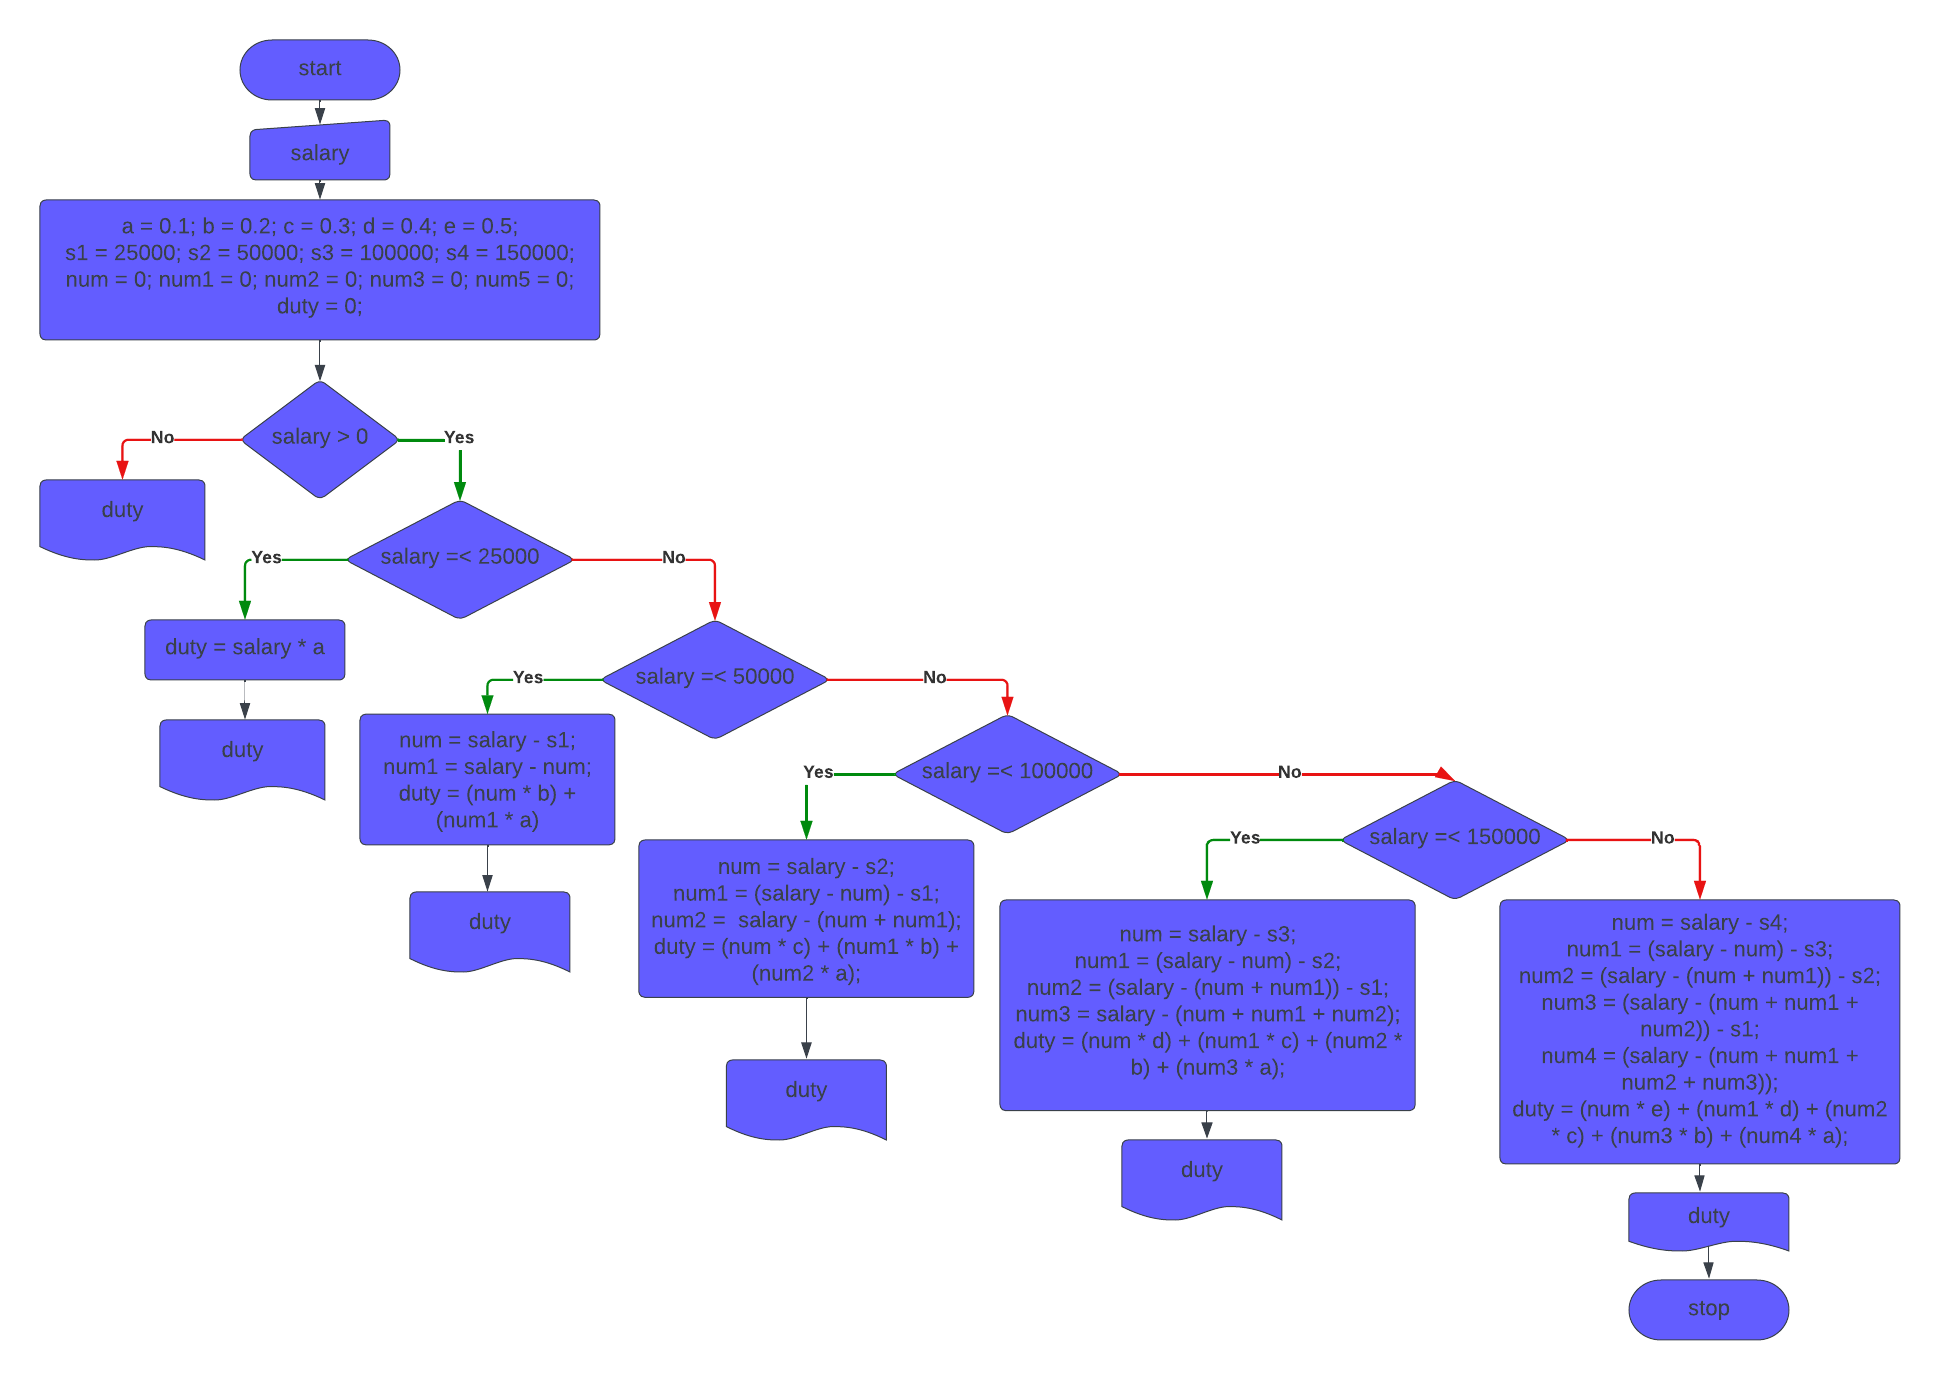 start
salary
a = 0.1; b = 0.2; c = 0.3; d = 0.4; e = 0.5;
s1 = 25000; s2 = 50000; s3 = 100000; s4 = 150000;
num = 0; num1 = 0; num2 = 0; num3 = 0; num5 = 0;
duty = 0;
salary > 0
No
Yes
duty
salary =< 25000
Yes
No
duty = salary * a
duty
salary =< 50000
Yes
No
num = salary - s1;
num1 = salary - num;
duty = (num * b) +
(num1 * a)
duty
salary =< 100000
Yes
No
num = salary - s2;
num1 = (salary - num) - s1;
num2 =  salary - (num + num1);
duty = (num * c) + (num1 * b) +
(num2 * a);
duty
salary =< 150000
Yes
No
num = salary - s3;
num1 = (salary - num) - s2;
num2 = (salary - (num + num1)) - s1;
num3 = salary - (num + num1 + num2);
duty = (num * d) + (num1 * c) + (num2 *
b) + (num3 * a);
duty
num = salary - s4;
num1 = (salary - num) - s3;
num2 = (salary - (num + num1)) - s2;
num3 = (salary - (num + num1 +
num2)) - s1;
num4 = (salary - (num + num1 +
num2 + num3));
duty = (num * e) + (num1 * d) + (num2
* c) + (num3 * b) + (num4 * a);
duty
stop